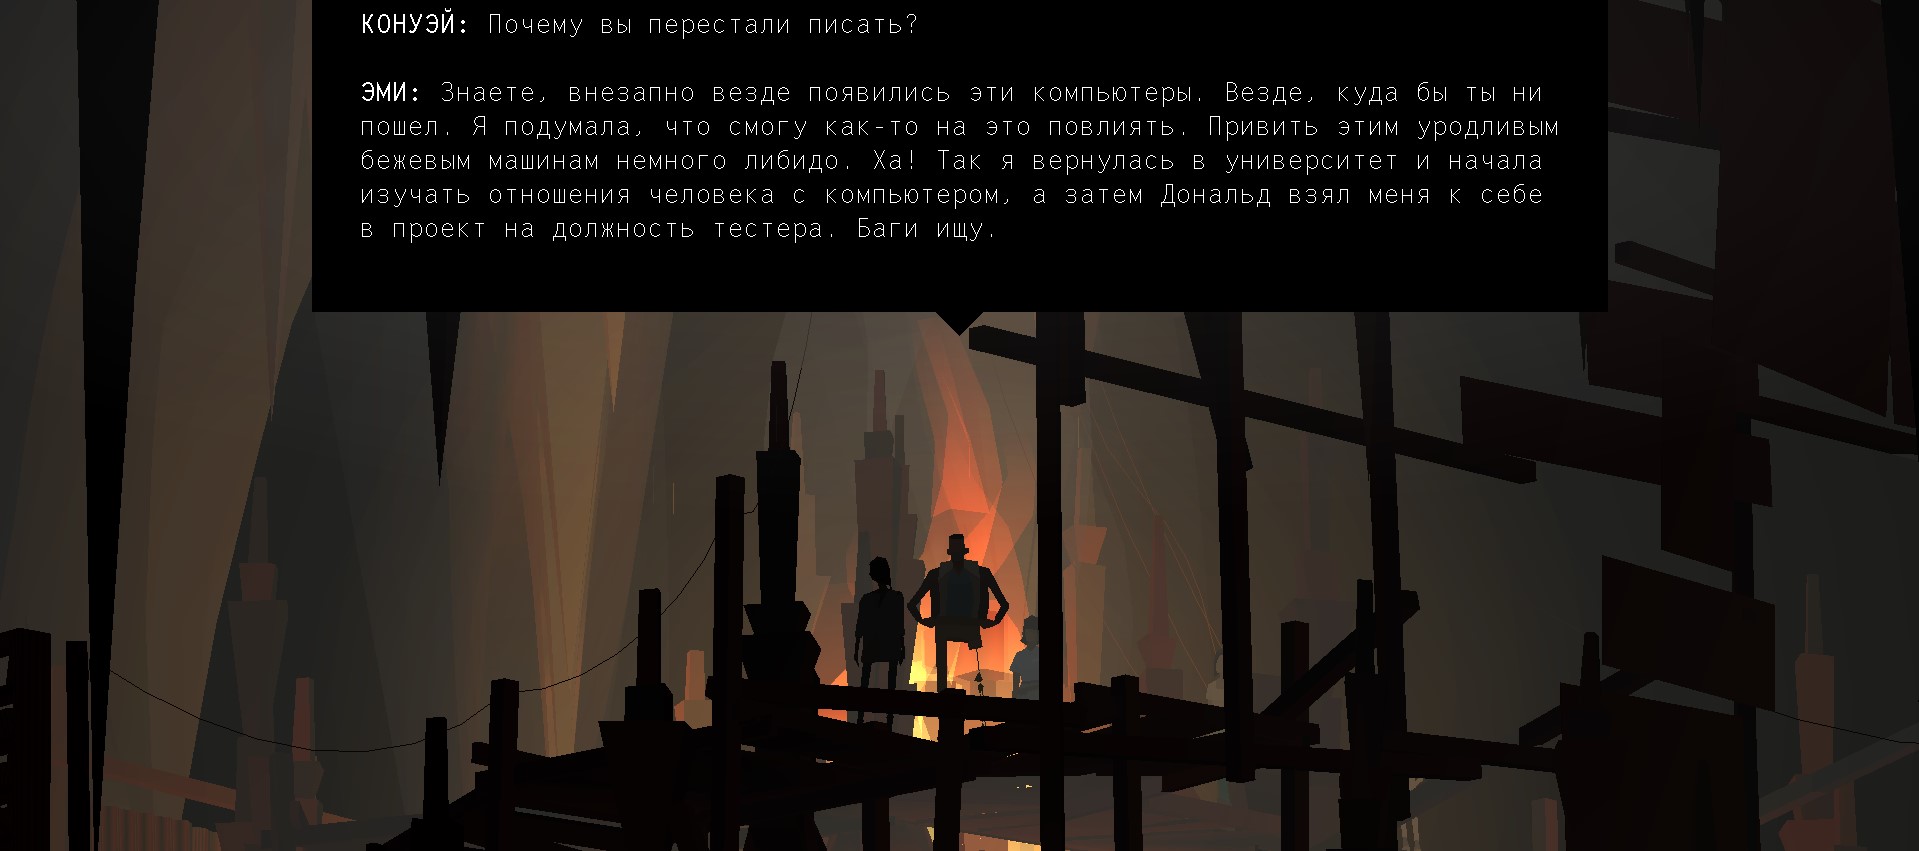 КОНУЭЙ: Почему вы перестали писать?
ЭМИ: Знаете, внезапно везде появились эти компьютеры. Везде, куда бы ты ни
пошел. Я подумала, что смогу как-то на это повлиять. Привить этим уродливым
бежевым машинам немного либидо. Ха! Так я вернулась в университет и начала
изучать отношения человека с компьютером, а затем Дональд взял меня к себе
в проект на должность тестера. Баги ищу.